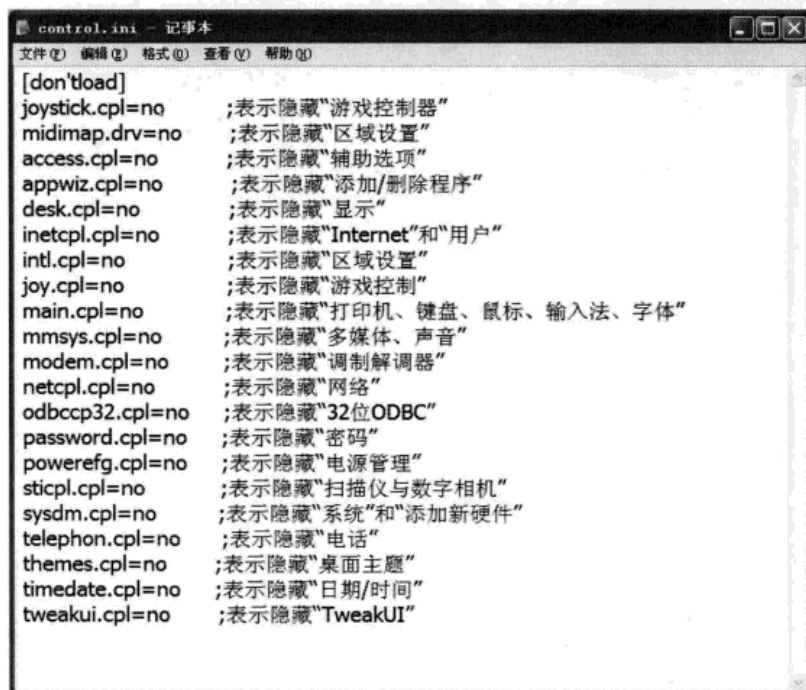 control.ini - 记事本
文件(F) 编辑(E) 格式(O) 查看(V) 帮助(H)
[don'tload]
joystick.cpl=no ;表示隐藏“游戏控制器”
midimap.drv=no ;表示隐藏“区域设置”
access.cpl=no ;表示隐藏“辅助选项”
appwiz.cpl=no ;表示隐藏“添加/删除程序”
desk.cpl=no ;表示隐藏“显示”
inetcpl.cpl=no ;表示隐藏“Internet”和“用户”
intl.cpl=no ;表示隐藏“区域设置”
joy.cpl=no ;表示隐藏“游戏控制”
main.cpl=no ;表示隐藏“打印机、键盘、鼠标、输入法、字体”
mmsys.cpl=no ;表示隐藏“多媒体、声音”
modem.cpl=no ;表示隐藏“调制解调器”
netcpl.cpl=no ;表示隐藏“网络”
odbccp32.cpl=no ;表示隐藏“32位ODBC”
password.cpl=no ;表示隐藏“密码”
powerefg.cpl=no ;表示隐藏“电源管理”
sticpl.cpl=no ;表示隐藏“扫描仪与数字相机”
sysdm.cpl=no ;表示隐藏“系统”和“添加新硬件”
telephon.cpl=no ;表示隐藏“电话”
themes.cpl=no ;表示隐藏“桌面主题”
timedate.cpl=no ;表示隐藏“日期/时间”
tweakui.cpl=no ;表示隐藏“TweakUI”